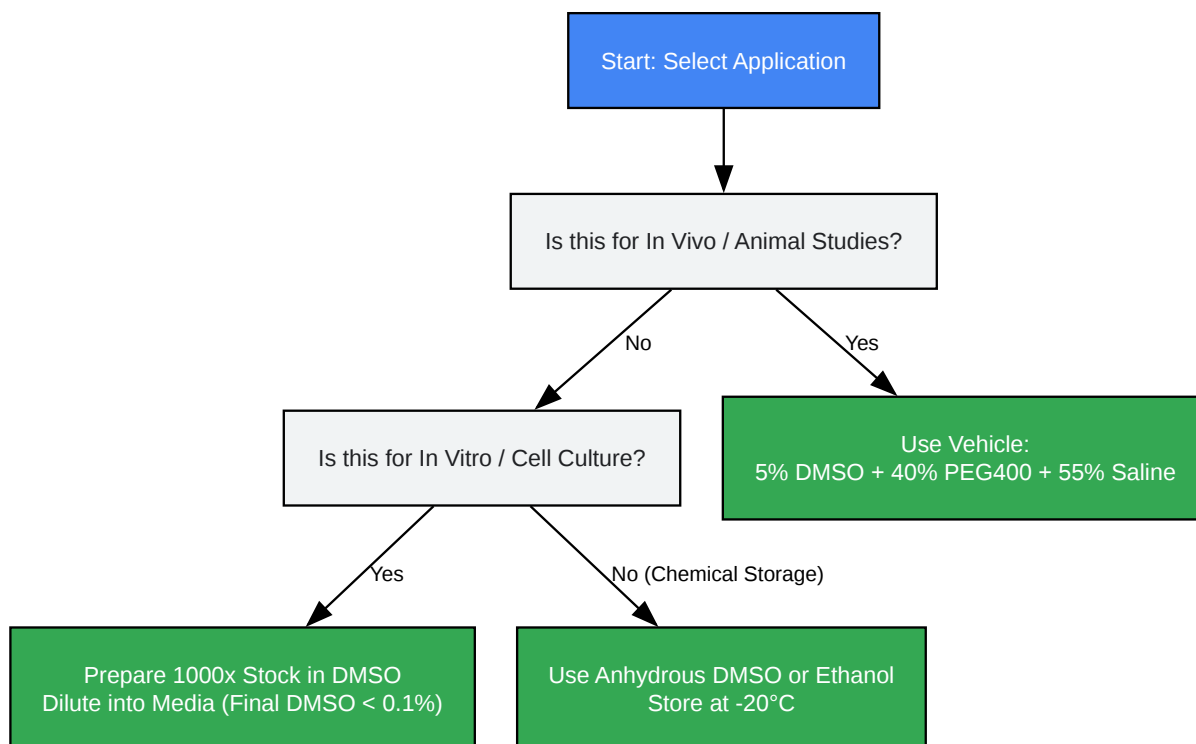 Start: Select Application
Is this for In Vivo / Animal Studies?
No
Yes
Is this for In Vitro / Cell Culture?
Use Vehicle:
5% DMSO + 40% PEG400 + 55% Saline
Yes
No (Chemical Storage)
Prepare 1000x Stock in DMSO
Dilute into Media (Final DMSO < 0.1%)
Use Anhydrous DMSO or Ethanol
Store at -20°C